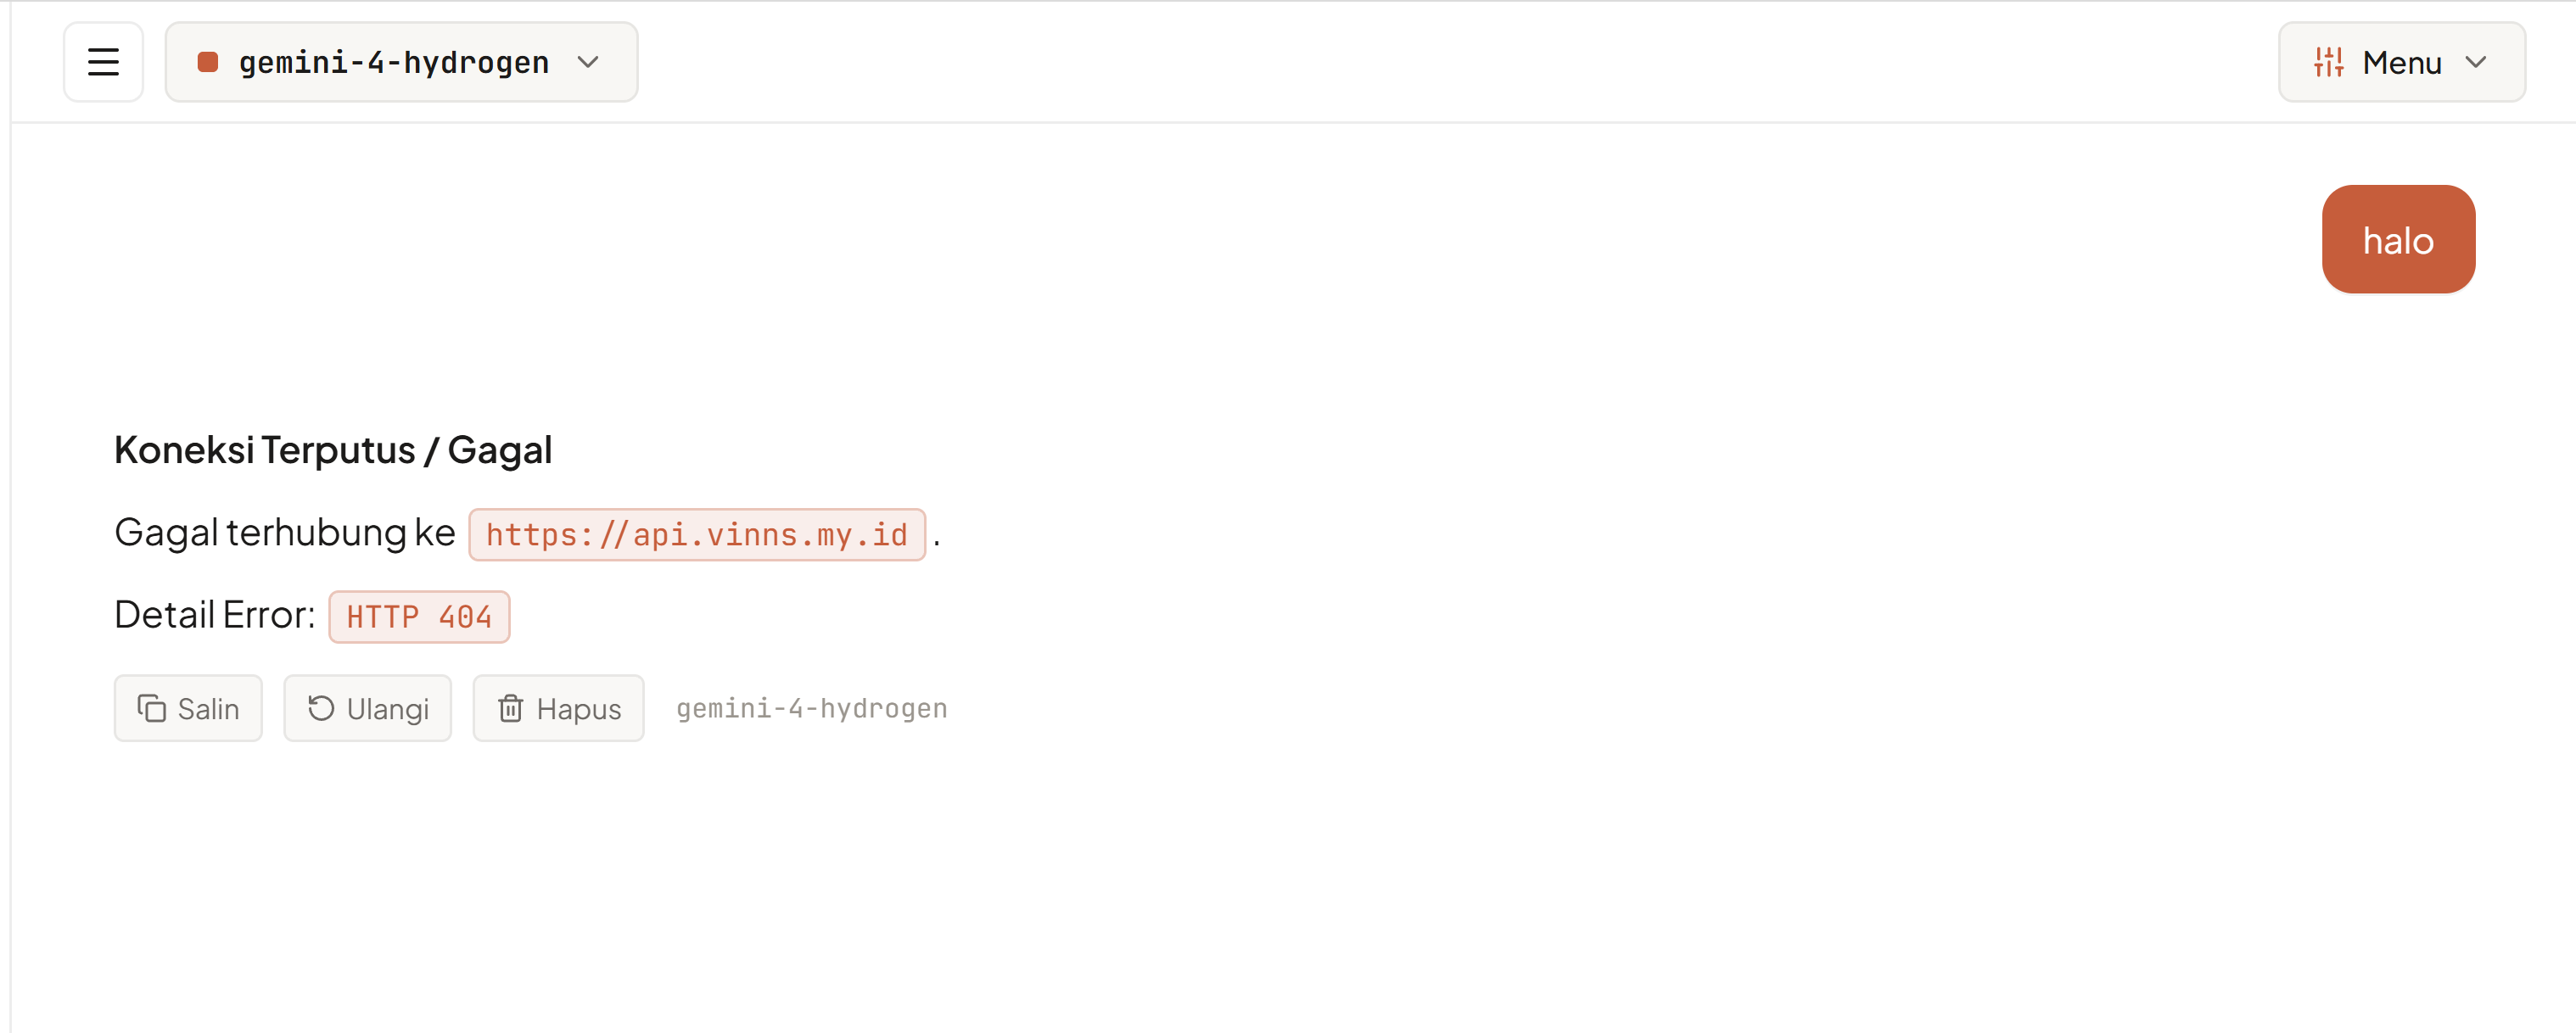 gemini-4-hydrogen
Menu
halo
Koneksi Terputus / Gagal
Gagal terhubung ke https://api.vinns.my.id .
Detail Error: HTTP 404
Salin Ulangi Hapus gemini-4-hydrogen